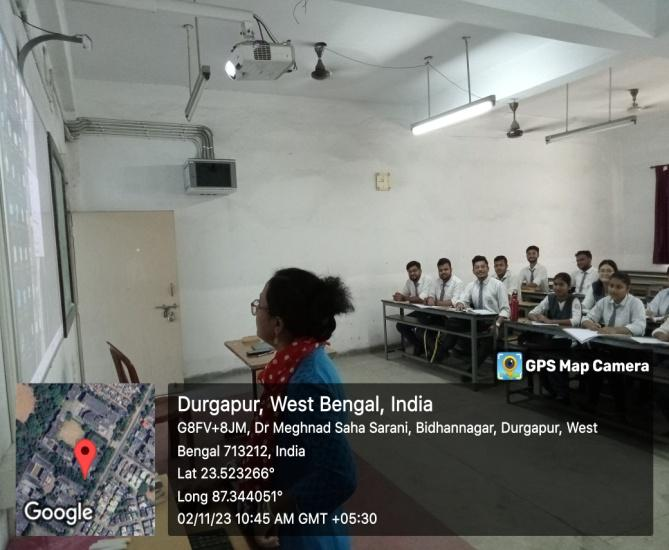 GPS Map Camera
Durgapur, West Bengal, India
G8FV+8JM, Dr Meghnad Saha Sarani, Bidhannagar, Durgapur, West
Bengal 713212, India
Lat 23.523266°
Long 87.344051°
02/11/23 10:45 AM GMT +05:30
Google